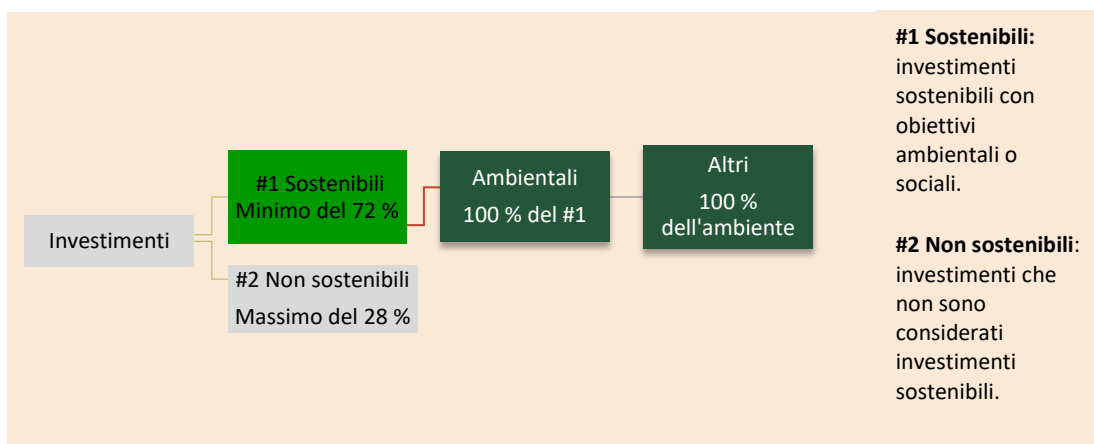 Investimenti
#1 Sostenibili
Minimo del 72 %
#2 Non sostenibili
Massimo del 28 %
Ambientali
100 % del #1
Altri
100 %
dell'ambiente
#1 Sostenibili:
investimenti
sostenibili con
obiettivi
ambientali o
sociali.
#2 Non sostenibili:
investimenti che
non sono
considerati
investimenti
sostenibili.